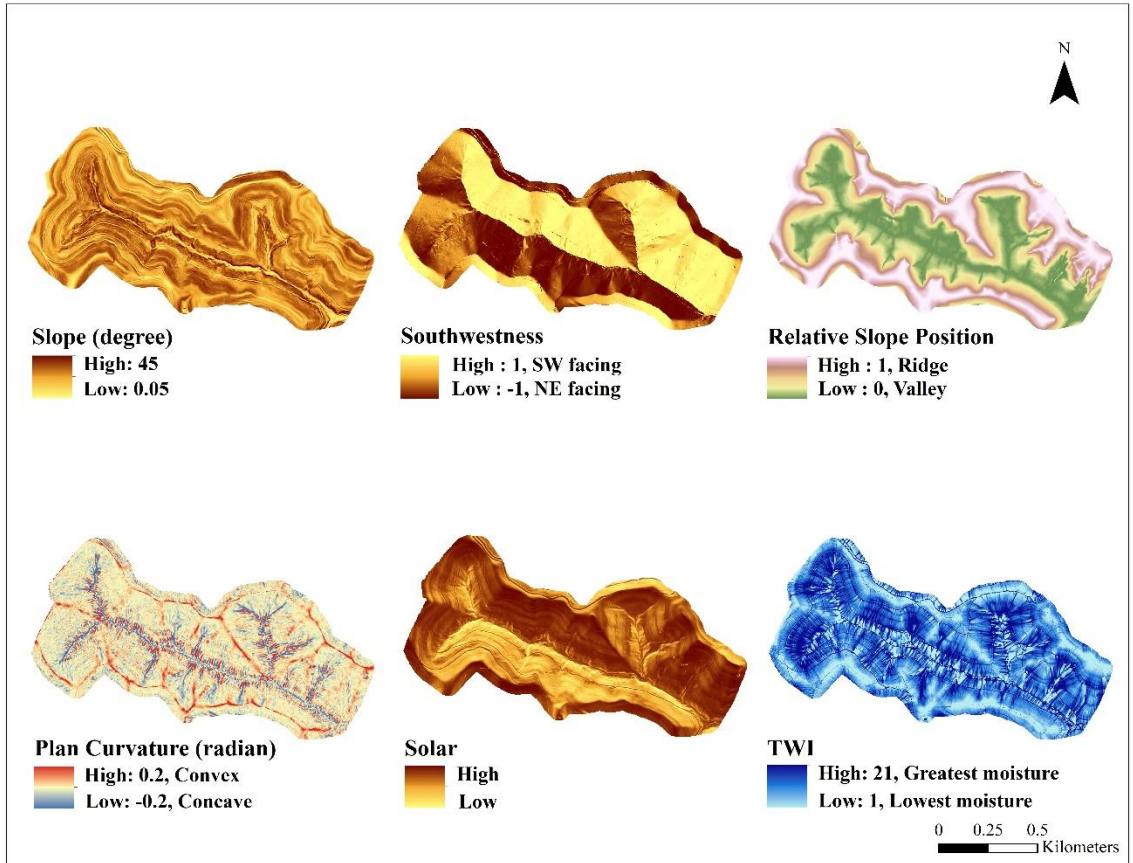 N
Slope (degree)
High: 45
Low: 0.05
Southwestness
High : 1, SW facing
Low : -1, NE facing
Relative Slope Position
High : 1, Ridge
Low : 0, Valley
Plan Curvature (radian)
High: 0.2, Convex
Low: -0.2, Concave
Solar
High
Low
TWI
High: 21, Greatest moisture
Low: 1, Lowest moisture
0 0.25 0.5
Kilometers